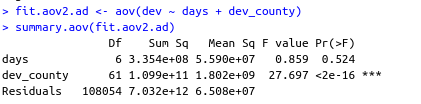 > fit.aov2.ad <- aov(dev ~ days + dev_county)
> summary.aov(fit.aov2.ad)
Df Sum Sq Mean Sq F value Pr(>F)
days 6 3.354e+08 5.590e+07 0.859 0.524
dev_county 61 1.099e+11 1.802e+09 27.697 <2e-16 ***
Residuals 108054 7.032e+12 6.508e+07